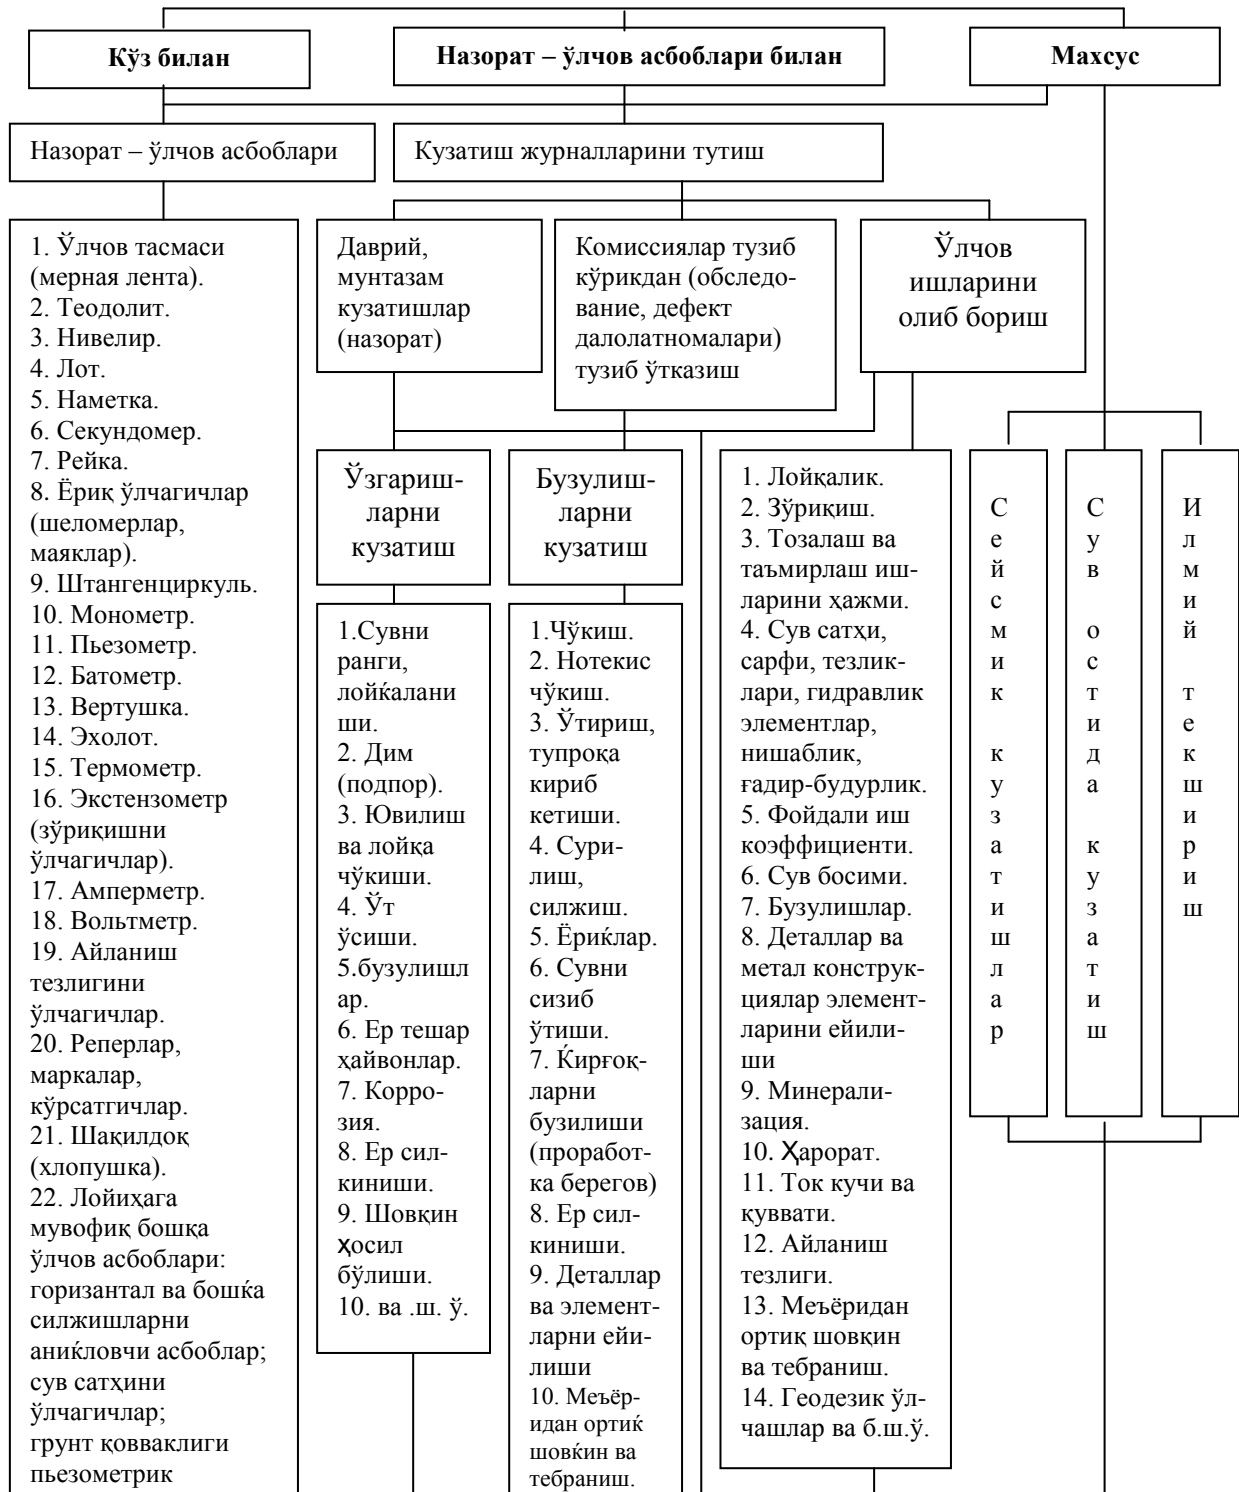 Кўз билан
Назорат – ўлчов асбоблари билан
Махсус
Назорат – ўлчов асбоблари
Кузатиш журналларини тутиш
1. Ўлчов тасмаси
(мерная лента).
2. Теодолит.
3. Нивелир.
4. Лот.
5. Наметка.
6. Секундомер.
7. Рейка.
8. Ёриқ ўлчагичлар
(шеломерлар,
маяклар).
9. Штангенциркуль.
10. Монометр.
11. Пьезометр.
12. Батометр.
13. Вертушка.
14. Эхолот.
15. Термометр.
16. Экстензометр
(зўриқишни
ўлчагичлар).
17. Амперметр.
18. Вольтметр.
19. Айланиш
тезлигини
ўлчагичлар.
20. Реперлар,
маркалар,
кўрсатгичлар.
21. Шақилдоқ
(хлопушка).
22. Лойиҳага
мувофиқ бошқа
ўлчов асбоблари:
горизантал ва бошќа
силжишларни
аниќловчи асбоблар;
сув сатҳини
ўлчагичлар;
грунт қовваклиги
пьезометрик
Даврий,
мунтазам
кузатишлар
(назорат)
Комиссиялар тузиб
кўрикдан (обследо-
вание, дефект
далолатномалари)
тузиб ўтказиш
Ўлчов
ишларини
олиб бориш
Ўзгариш-
ларни
кузатиш
Бузулиш-
ларни
кузатиш
1.Сувни
ранги,
лойќалани
ши.
2. Дим
(подпор).
3. Ювилиш
ва лойқа
чўкиши.
4. Ўт
ўсиши.
5.бузулишл
ар.
6. Ер тешар
ҳайвонлар.
7. Корро-
зия.
8. Ер сил-
киниши.
9. Шовқин
ҳосил
бўлиши.
10. ва .ш. ў.
1.Чўкиш.
2. Нотекис
чўкиш.
3. Ўтириш,
тупроқа
кириб
кетиши.
4. Сури-
лиш,
силжиш.
5. Ёриќлар.
6. Сувни
сизиб
ўтиши.
7. Ќирғоқ-
ларни
бузилиши
(проработ-
ка берегов)
8. Ер сил-
киниши.
9. Деталлар
ва элемент-
ларни ейи-
лиши
10. Меъёр-
идан ортиќ
шовќин ва
тебраниш.
1. Лойқалик.
2. Зўриқиш.
3. Тозалаш ва
таъмирлаш иш-
ларини ҳажми.
4. Сув сатҳи,
сарфи, тезлик-
лари, гидравлик
элементлар,
нишаблик,
ғадир-будурлик.
5. Фойдали иш
коэффициенти.
6. Сув босими.
7. Бузулишлар.
8. Деталлар ва
метал конструк-
циялар элемент-
ларини ейили-
ши
9. Минерали-
зация.
10. Ҳарорат.
11. Ток кучи ва
қуввати.
12. Айланиш
тезлиги.
13. Меъёридан
ортиқ шовқин
ва тебраниш.
14. Геодезик ўл-
чашлар ва б.ш.ў.
Сейсмик кузатишлар
Сув остида кузатиш
Илмий текшириш